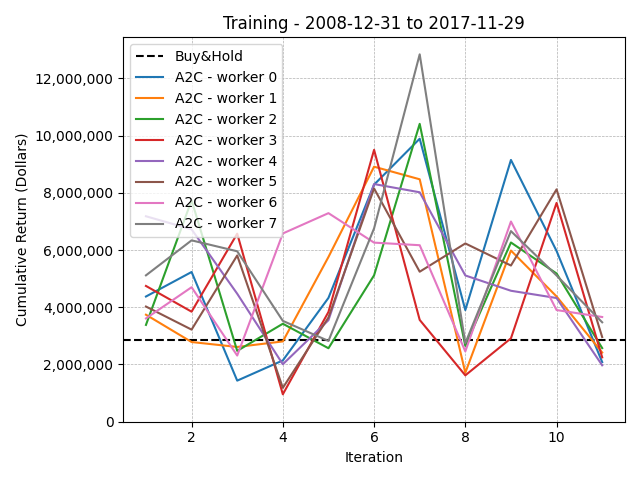 Training - 2008-12-31 to 2017-11-29
Cumulative Return (Dollars)
12,000,000
10,000,000
8,000,000
6,000,000
4,000,000
2,000,000
0
Buy&Hold
A2C - worker 0
A2C - worker 1
A2C - worker 2
A2C - worker 3
A2C - worker 4
A2C - worker 5
A2C - worker 6
A2C - worker 7
2 4 6 8 10
Iteration